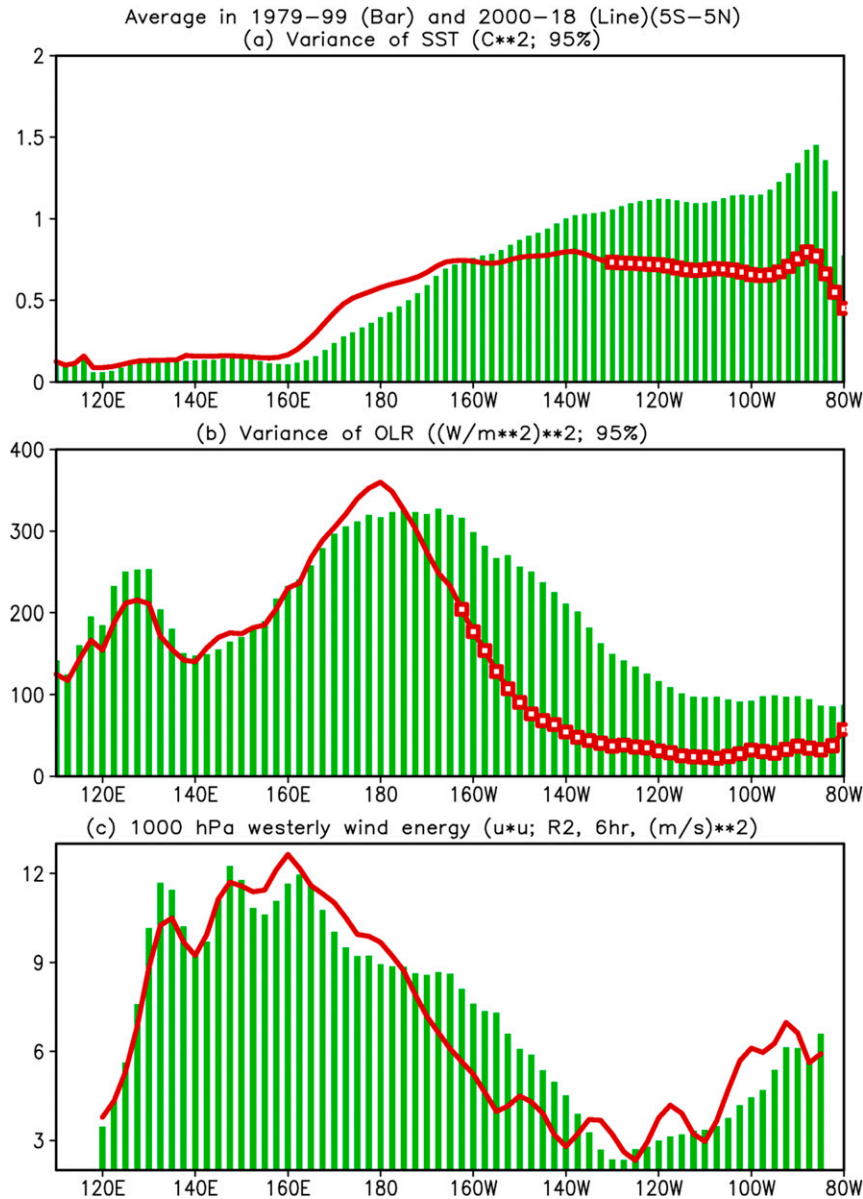 Average in 1979-99 (Bar) and 2000-18 (Line)(5S-5N)
(a) Variance of SST (C**2; 95%)
2
1.5
1
0.5
0
120E 140E 160E 180 160W 140W 120W 100W 80W
(b) Variance of OLR ((W/m**2)**2; 95%)
400
300
200
100
0
120E 140E 160E 180 160W 140W 120W 100W 80W
(c) 1000 hPa westerly wind energy (u*u; R2, 6hr, (m/s)**2)
12
9
6
3
120E 140E 160E 180 160W 140W 120W 100W 80W